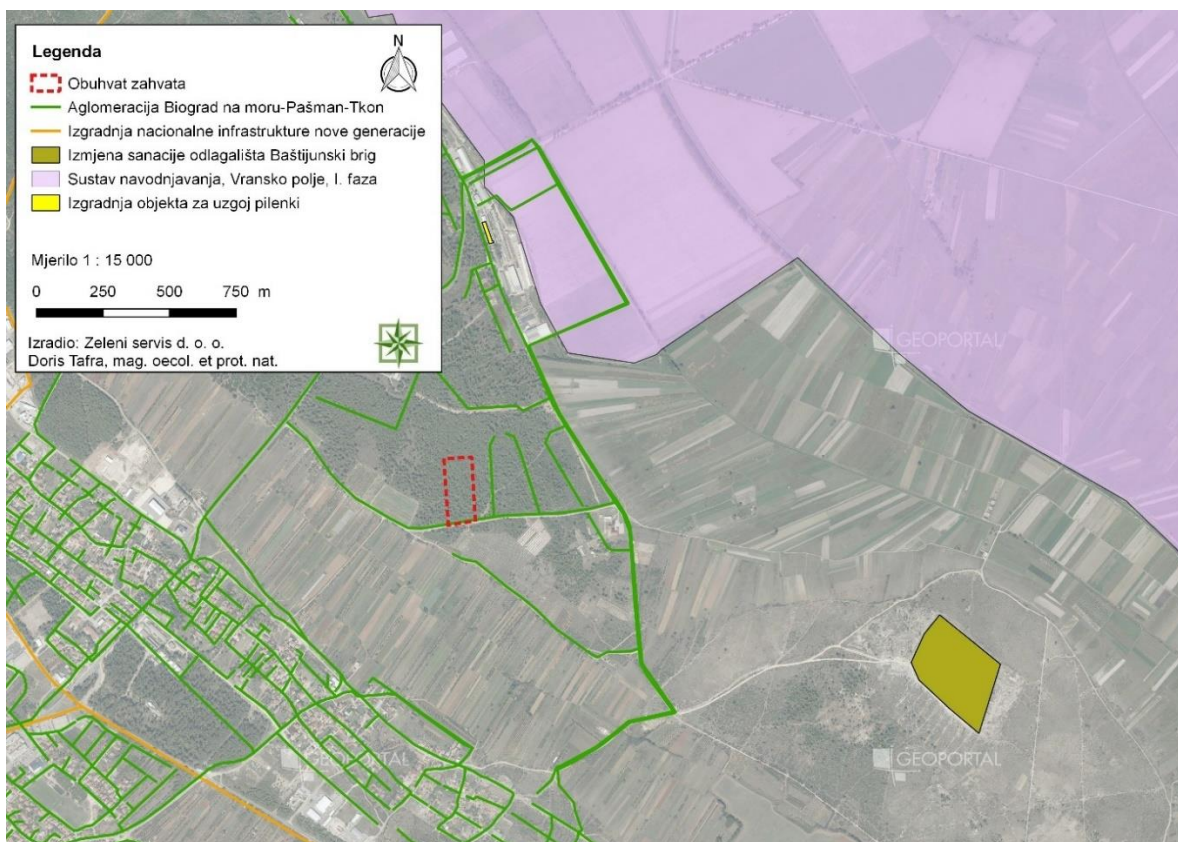 Legenda
N
Obuhvat zahvata
Aglomeracija Biograd na moru-Pašman-Tkon
Izgradnja nacionalne infrastrukture nove generacije
Izmjena sanacije odlagališta Baštijunski brig
Sustav navodnjavanja, Vransko polje, I. faza
Izgradnja objekta za uzgoj pilenki
Mjerilo 1 : 15 000
0 250 500 750 m
Izradio: Zeleni servis d. o. o.
Doris Tafra, mag. oecol. et prot. nat.
GEOPORTAL
GEOPORTAL
GEOPORTAL